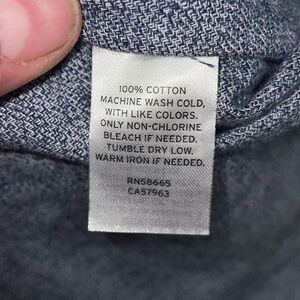 100% COTTON
MACHINE WASH COLD,
WITH LIKE COLORS.
ONLY NON-CHLORINE
BLEACH IF NEEDED.
TUMBLE DRY LOW.
WARM IRON IF NEEDED.
RN58665
CA57963